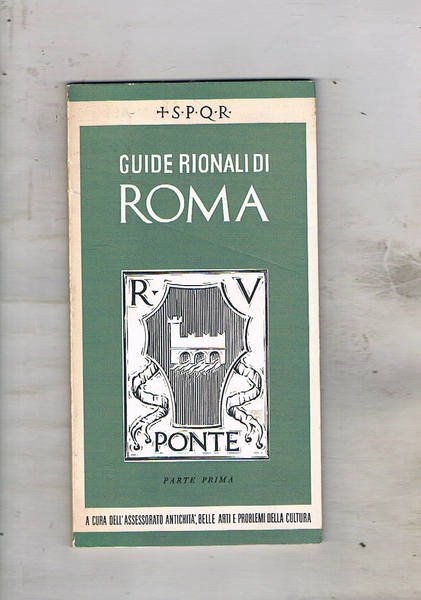 +S·P·Q·R·
GUIDE RIONALI DI
ROMA
R· V
PONTE
PARTE PRIMA
A CURA DELL'ASSESSORATO ANTICHITA', BELLE ARTI E PROBLEMI DELLA CULTURA